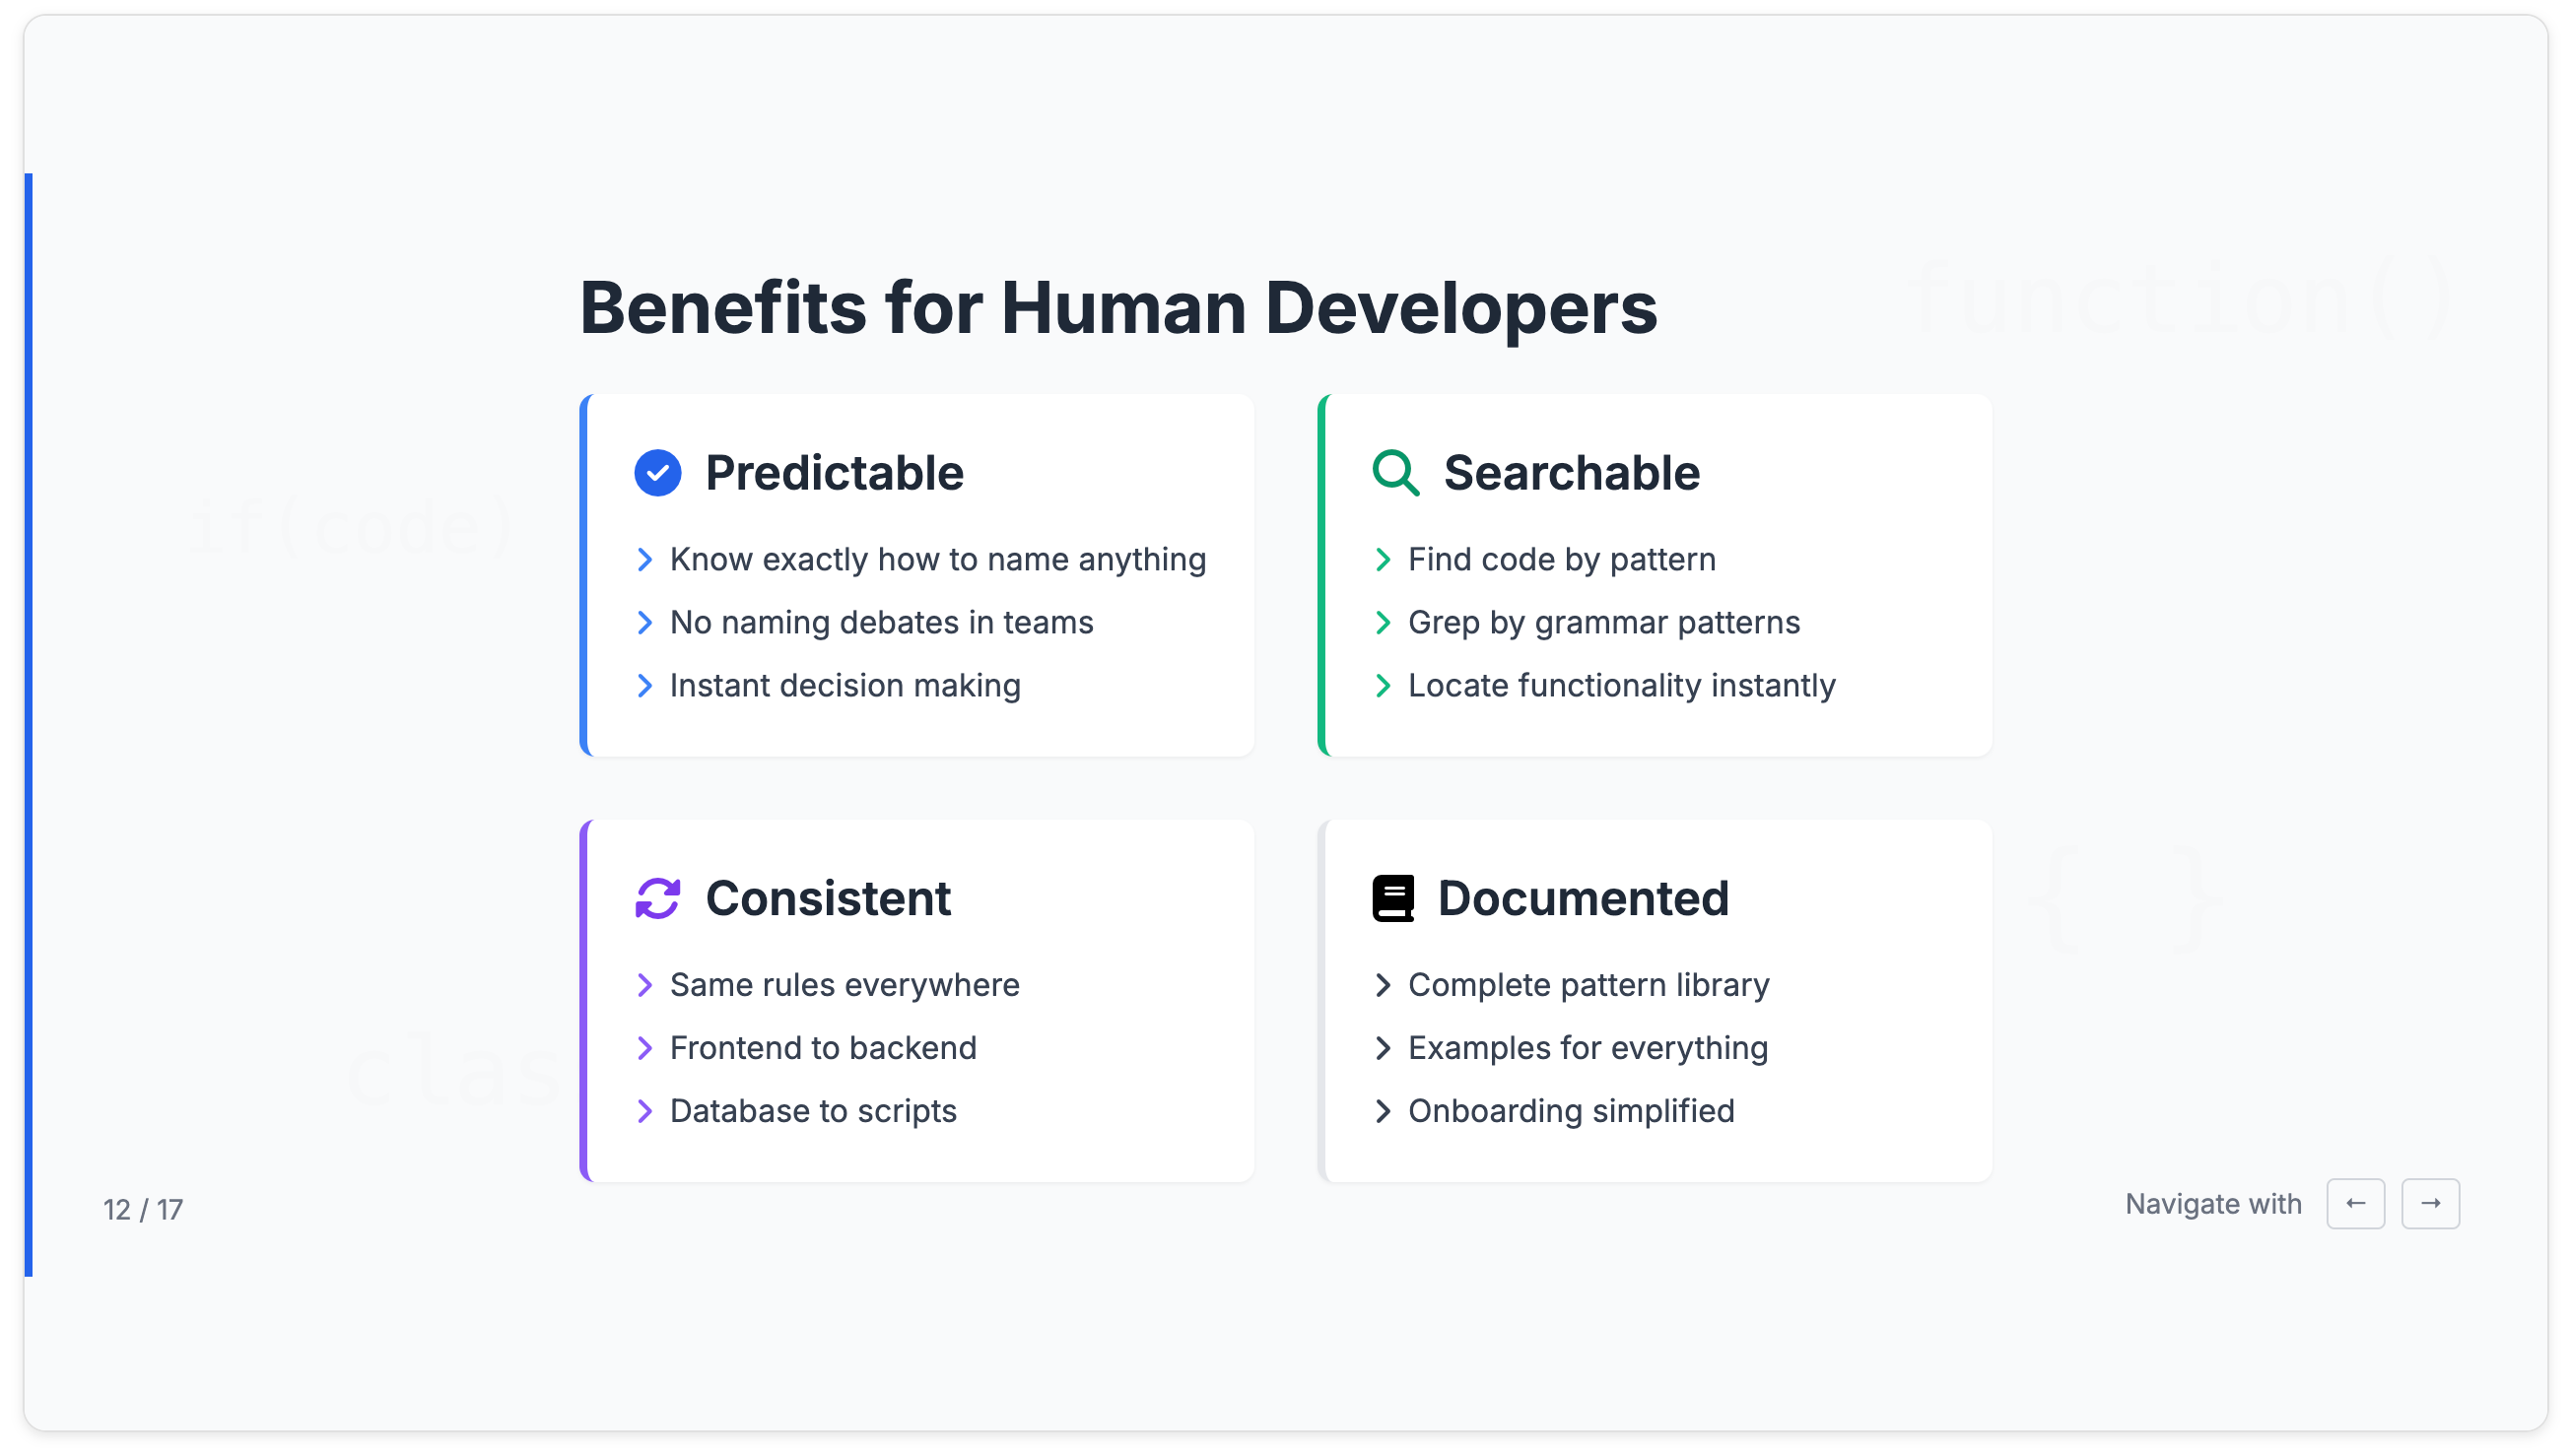 function()
Benefits for Human Developers
if(code)
Predictable
Know exactly how to name anything
No naming debates in teams
Instant decision making
Searchable
Find code by pattern
Grep by grammar patterns
Locate functionality instantly
{ }
clas
Consistent
Same rules everywhere
Frontend to backend
Database to scripts
Documented
Complete pattern library
Examples for everything
Onboarding simplified
12 / 17
Navigate with ← →